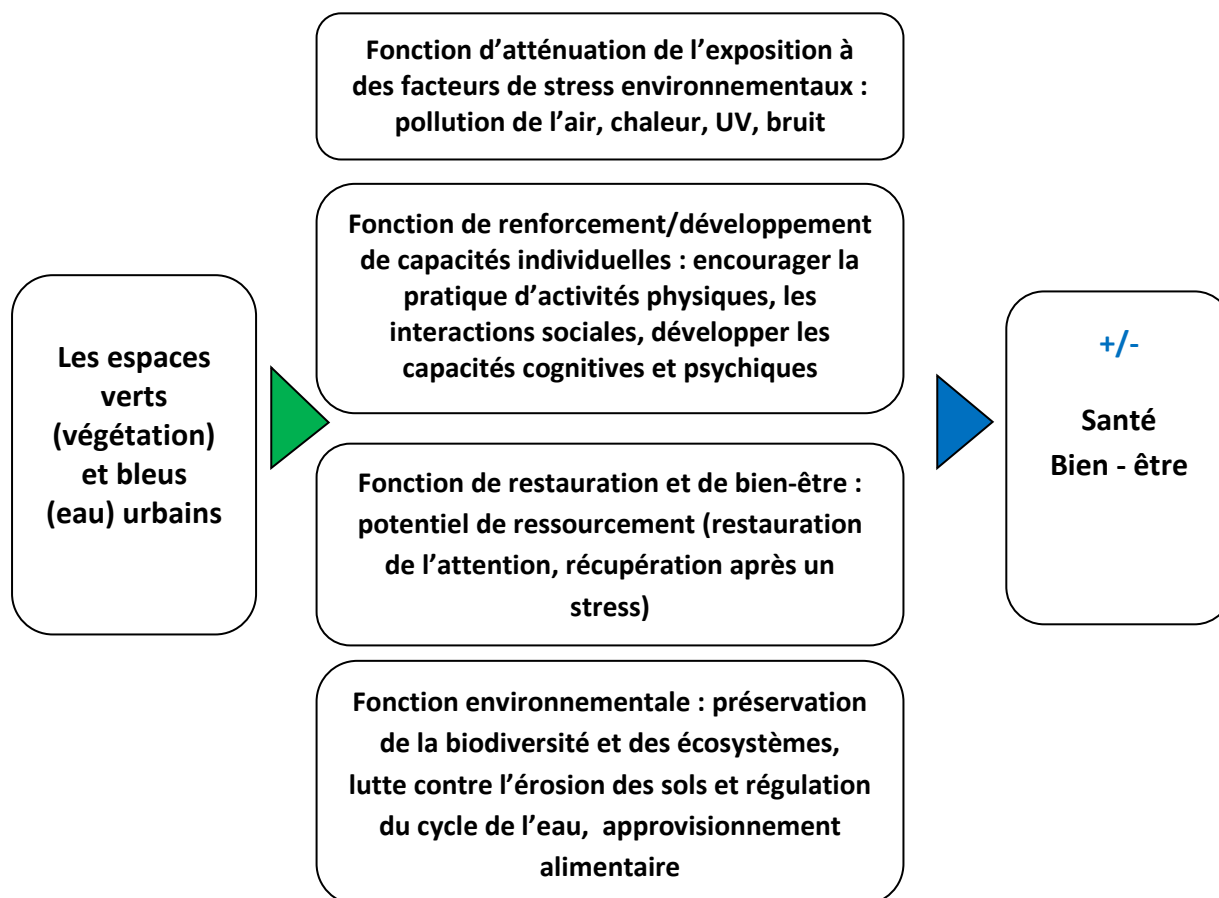 Fonction d’atténuation de l’exposition à
des facteurs de stress environnementaux :
pollution de l’air, chaleur, UV, bruit
Fonction de renforcement/développement
de capacités individuelles : encourager la
pratique d’activités physiques, les
interactions sociales, développer les
capacités cognitives et psychiques
Les espaces
verts
(végétation)
et bleus
(eau) urbains
+/-
Santé
Bien - être
Fonction de restauration et de bien-être :
potentiel de ressourcement (restauration
de l’attention, récupération après un
stress)
Fonction environnementale : préservation
de la biodiversité et des écosystèmes,
lutte contre l’érosion des sols et régulation
du cycle de l’eau, approvisionnement
alimentaire